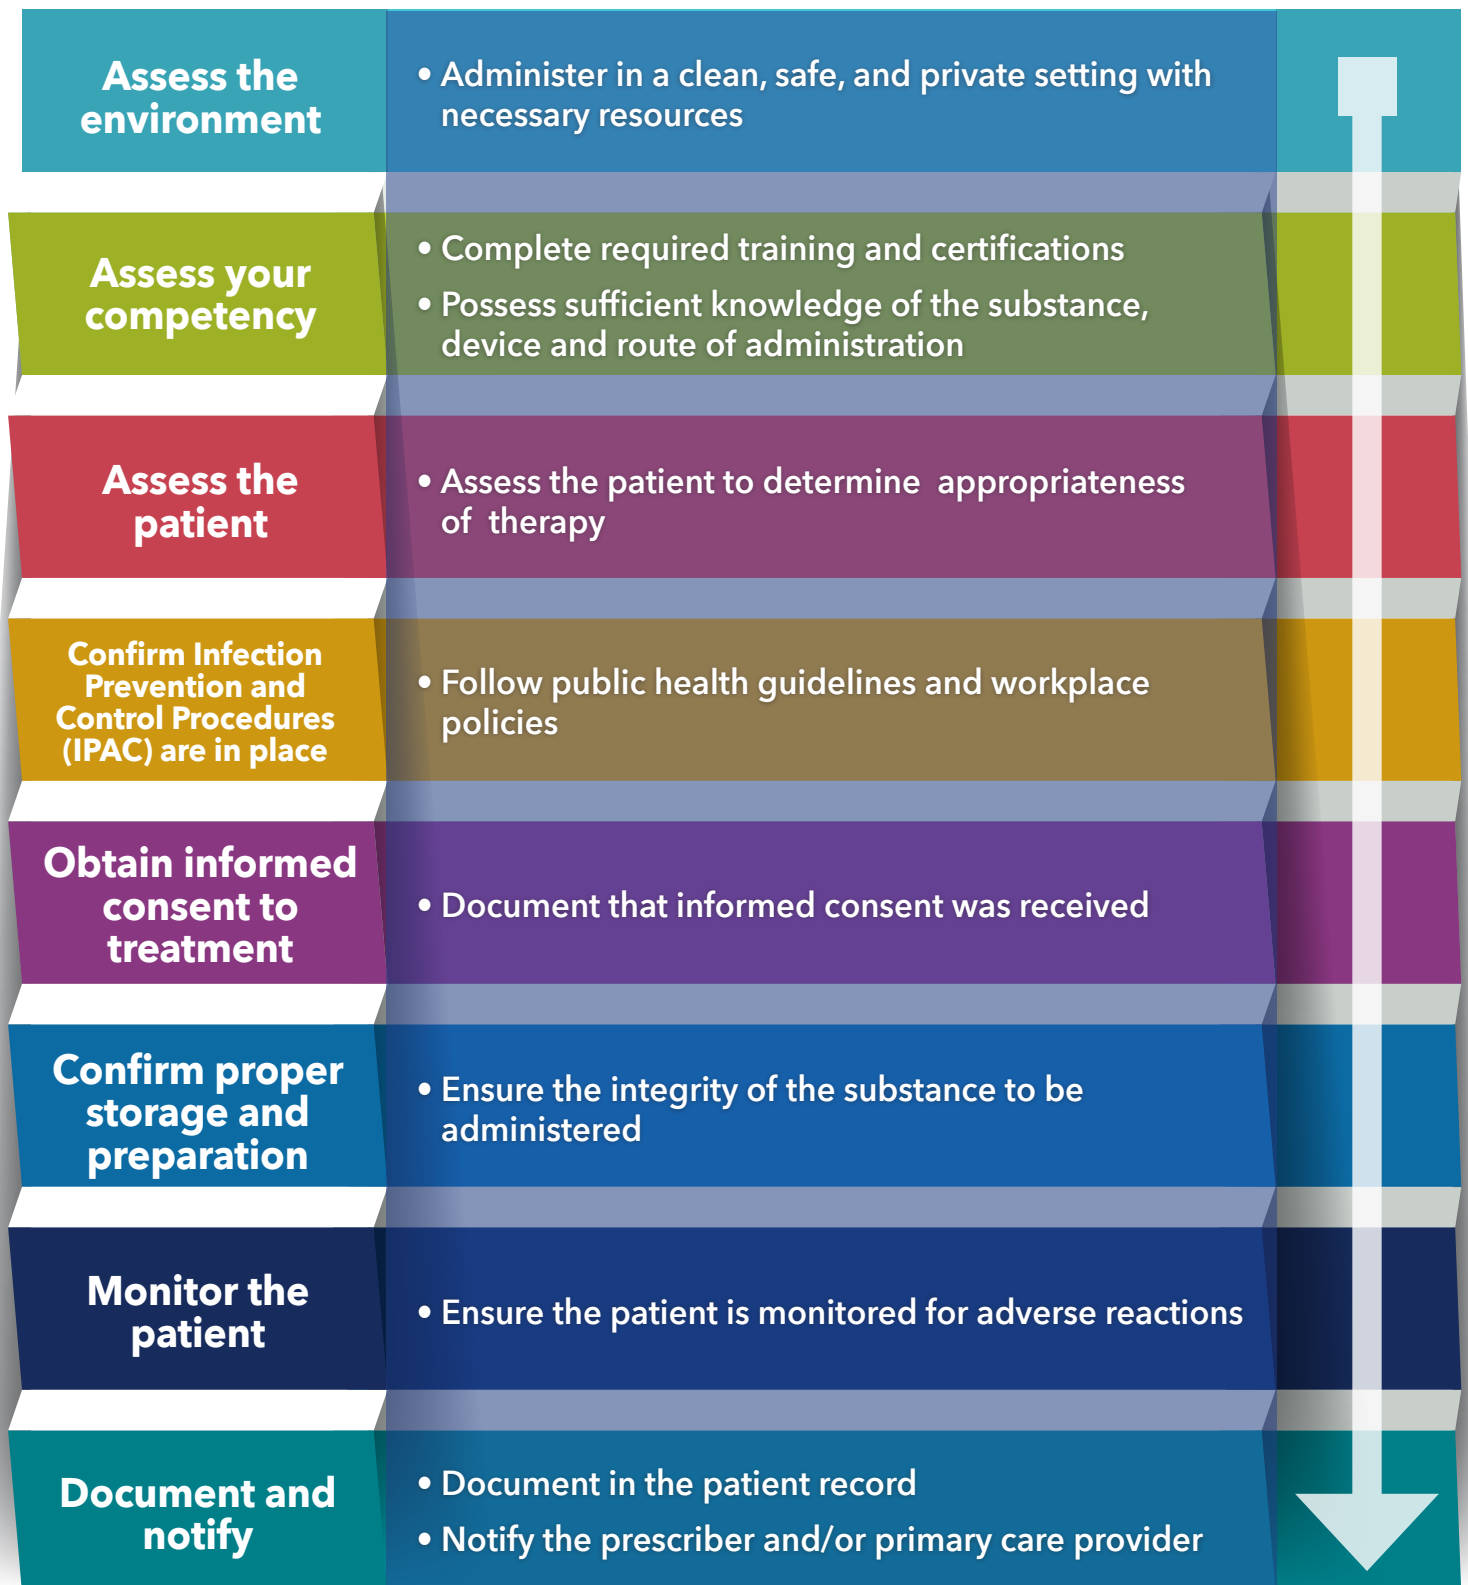 Assess the
environment
• Administer in a clean, safe, and private setting with
necessary resources
Assess your
competency
• Complete required training and certifications
• Possess sufficient knowledge of the substance,
device and route of administration
Assess the
patient
• Assess the patient to determine appropriateness
of therapy
Confirm Infection
Prevention and
Control Procedures
(IPAC) are in place
• Follow public health guidelines and workplace
policies
Obtain informed
consent to
treatment
• Document that informed consent was received
Confirm proper
storage and
preparation
• Ensure the integrity of the substance to be
administered
Monitor the
patient
• Ensure the patient is monitored for adverse reactions
Document and
notify
• Document in the patient record
• Notify the prescriber and/or primary care provider